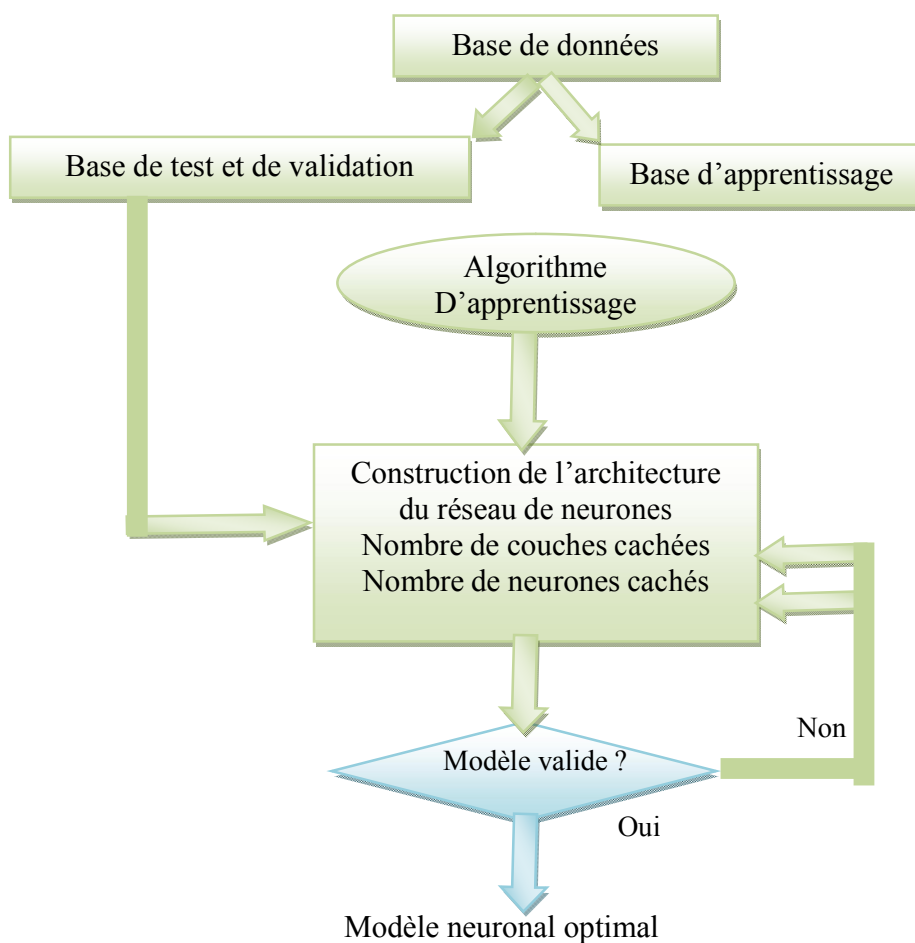 Base de données
Base de test et de validation
Base d’apprentissage
Algorithme
D’apprentissage
Construction de l’architecture
du réseau de neurones
Nombre de couches cachées
Nombre de neurones cachés
Non
Modèle valide ?
Oui
Modèle neuronal optimal